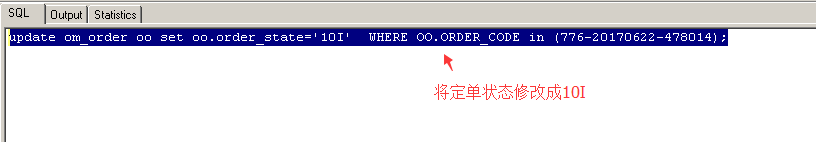 SQL Output Statistics
update om_order oo set oo.order_state='10I'  WHERE OO.ORDER_CODE in (776-20170622-478014);
将定单状态修改成10I